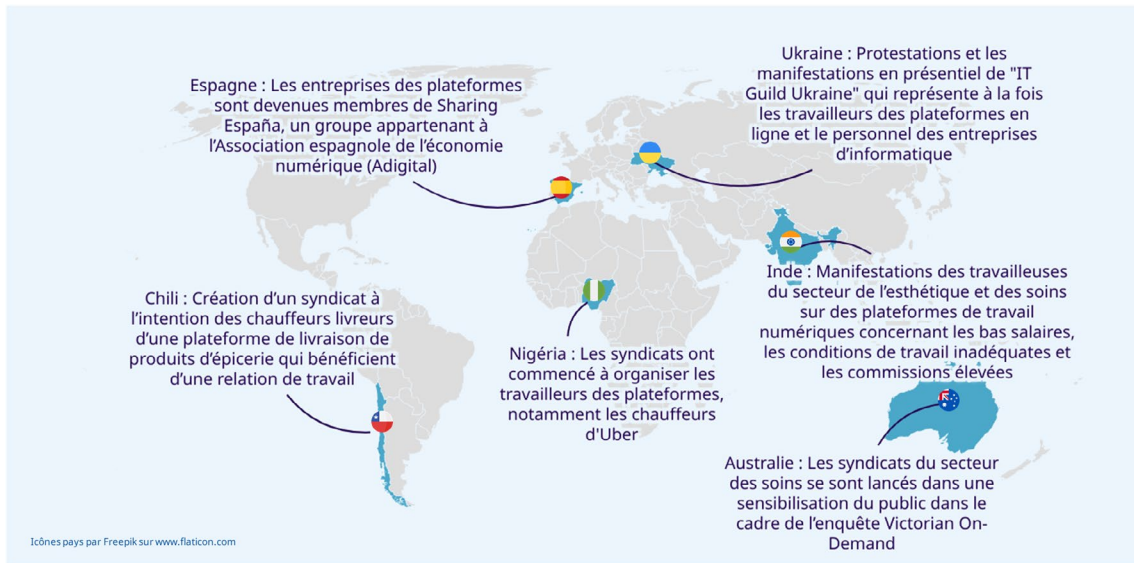 Espagne : Les entreprises des plateformes
sont devenues membres de Sharing
España, un groupe appartenant à
l’Association espagnole de l’économie
numérique (Adigital)
Ukraine : Protestations et les
manifestations en présentiel de "IT
Guild Ukraine" qui représente à la fois
les travailleurs des plateformes en
ligne et le personnel des entreprises
d’informatique
Chili : Création d’un syndicat à
l’intention des chauffeurs livreurs
d’une plateforme de livraison de
produits d’épicerie qui bénéficient
d’une relation de travail
Nigéria : Les syndicats ont
commencé à organiser les
travailleurs des plateformes,
notamment les chauffeurs
d'Uber
Inde : Manifestations des travailleuses
du secteur de l’esthétique et des soins
sur des plateformes de travail
numériques concernant les bas salaires,
les conditions de travail inadéquates et
les commissions élevées
Australie : Les syndicats du secteur
des soins se sont lancés dans une
sensibilisation du public dans le
cadre de l’enquête Victorian On-
Demand
Icônes pays par Freepik sur www.flaticon.com